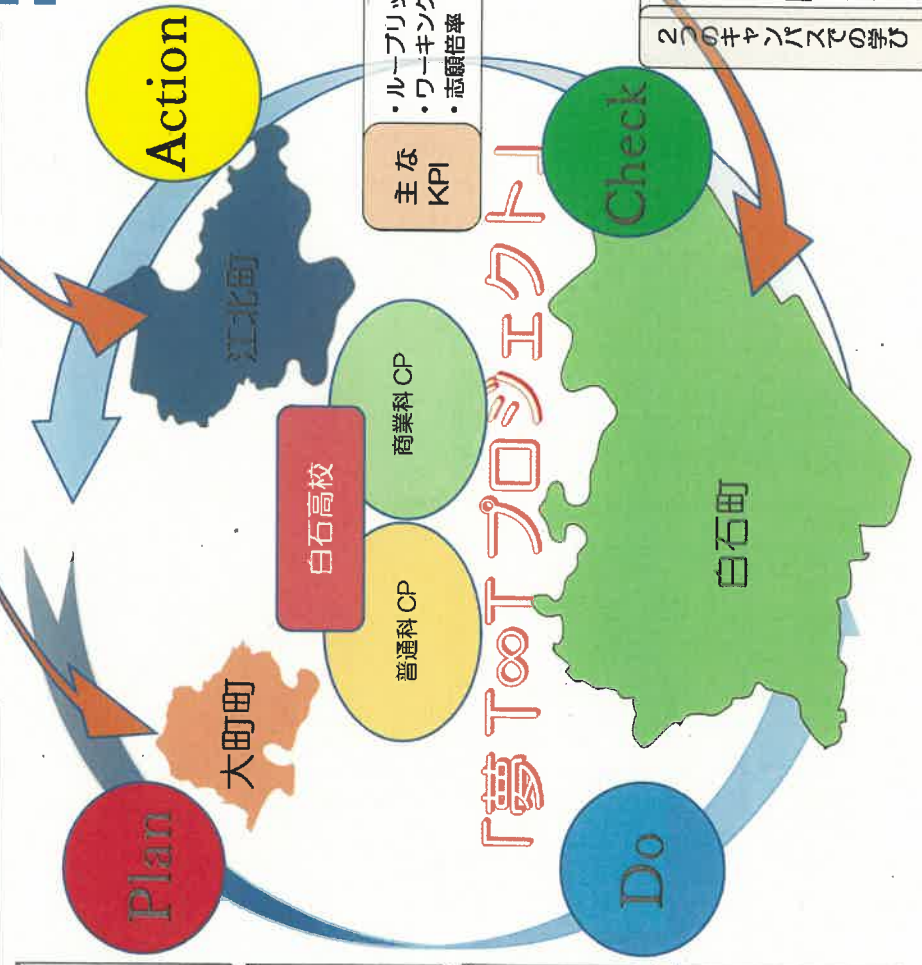 Plan
Action
大町町
江北町
白石高校
普通科 CP
商業科 CP
主な
KPI
・ルーブリッ
・ワーキング
・志願倍率
「夢 T∞T プロジェクト」
Do
Check
白石町
2つのキャンパスでの学び